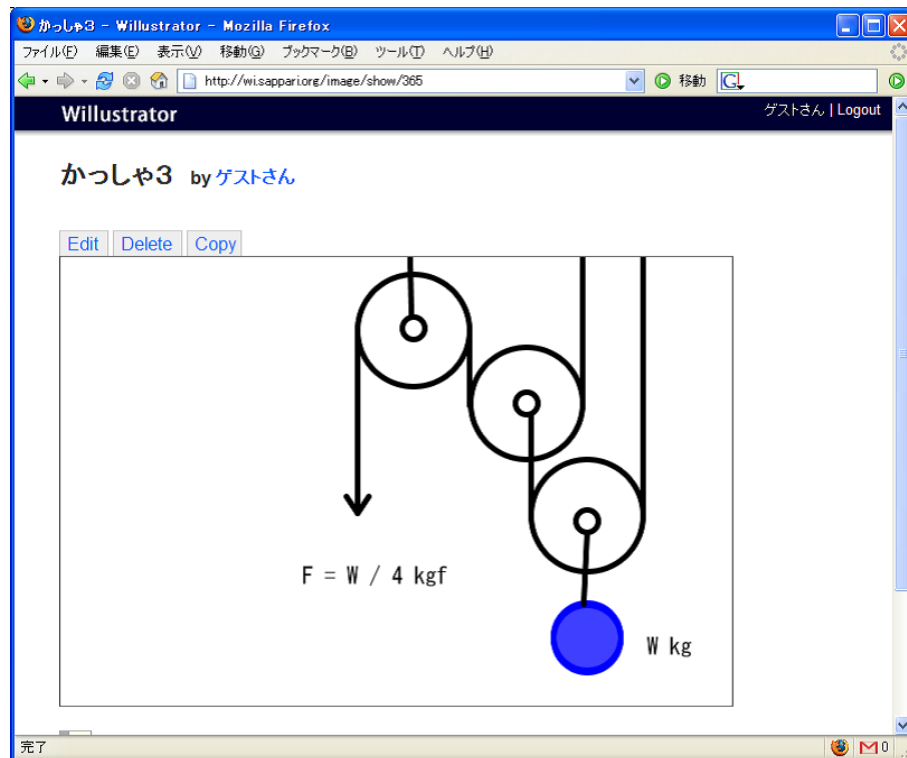 かっしゃ3 - Willustrator - Mozilla Firefox
ファイル(F) 編集(E) 表示(V) 移動(G) ブックマーク(B) ツール(T) ヘルプ(H)
http://wi.sappari.org/image/show/365 移動 G
Willustrator ゲストさん | Logout
かっしゃ3 by ゲストさん
Edit Delete Copy
F = W / 4 kgf
W kg
完了 0